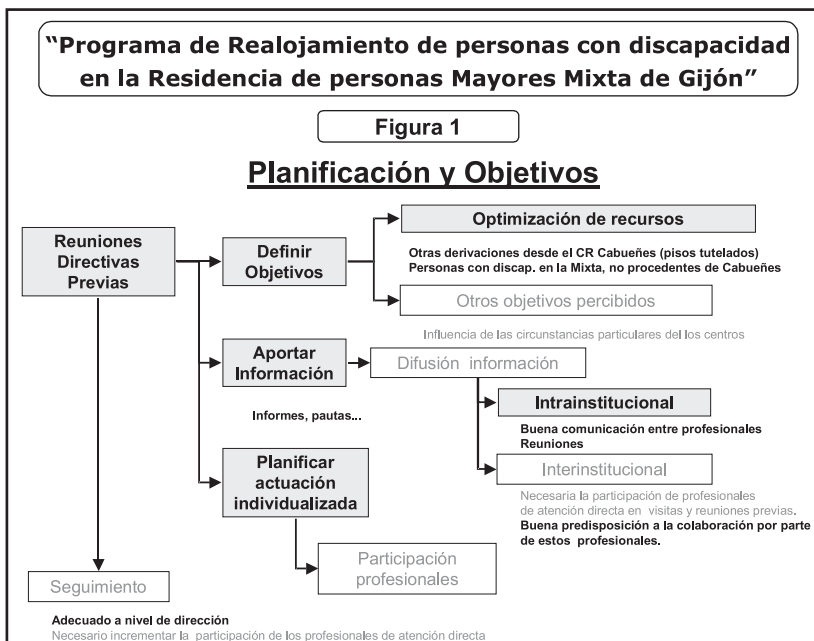 “Programa de Realojamiento de personas con discapacidad
en la Residencia de personas Mayores Mixta de Gijón”
Figura 1
Planificación y Objetivos
Reuniones
Directivas
Previas
Definir
Objetivos
Optimización de recursos
Otras derivaciones desde el CR Cabueñes (pisos tutelados)
Personas con discap. en la Mixta, no procedentes de Cabueñes
Otros objetivos percibidos
Influencia de las circunstancias particulares del los centros
Aportar
Información
Difusión información
Informes, pautas...
Intrainstitucional
Buena comunicación entre profesionales
Reuniones
Interinstitucional
Necesaria la participación de profesionales
de atención directa en visitas y reuniones previas.
Buena predisposición a la colaboración por parte
de estos profesionales.
Planificar
actuación
individualizada
Participación
profesionales
Seguimiento
Adecuado a nivel de dirección
Necesario incrementar la participación de los profesionales de atención directa